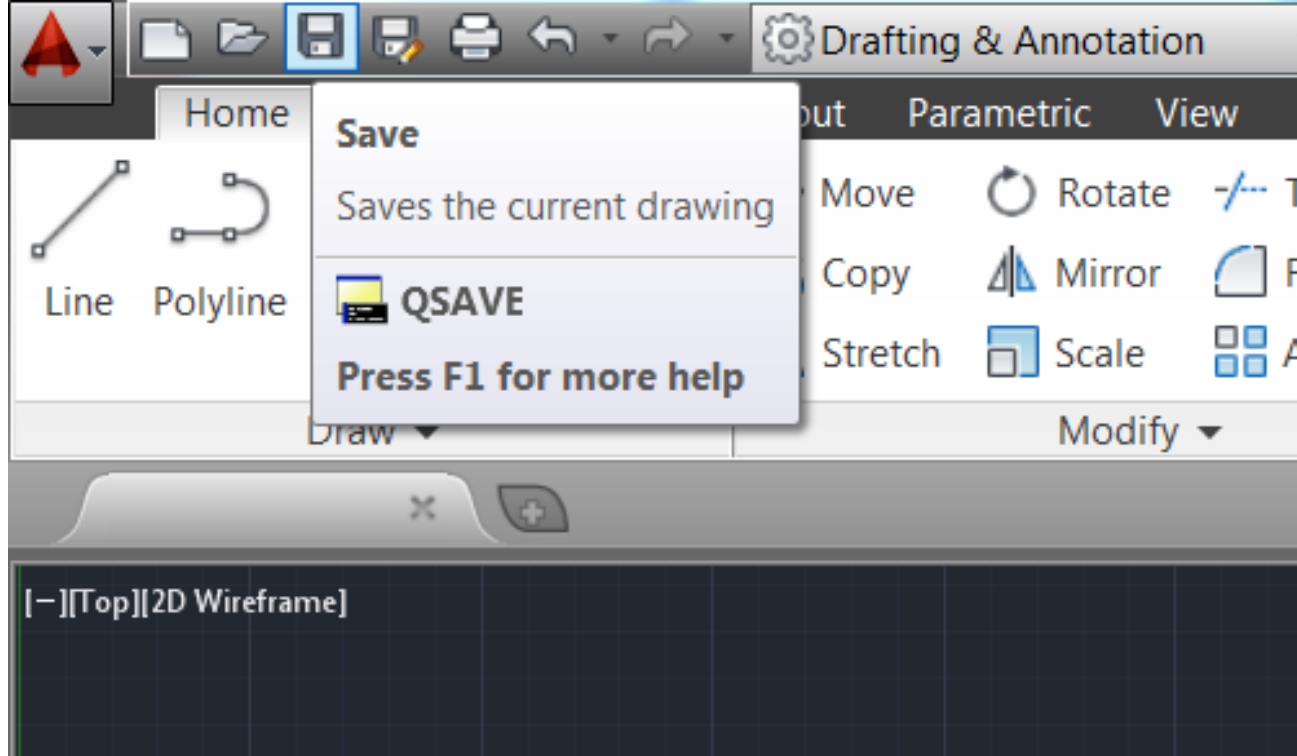 Drafting & Annotation
Home
Parametric View
Save
Saves the current drawing
QSAVE
Press F1 for more help
Line Polyline
Move Rotate
Copy Mirror
Stretch Scale
Draw Modify
[−][Top][2D Wireframe]